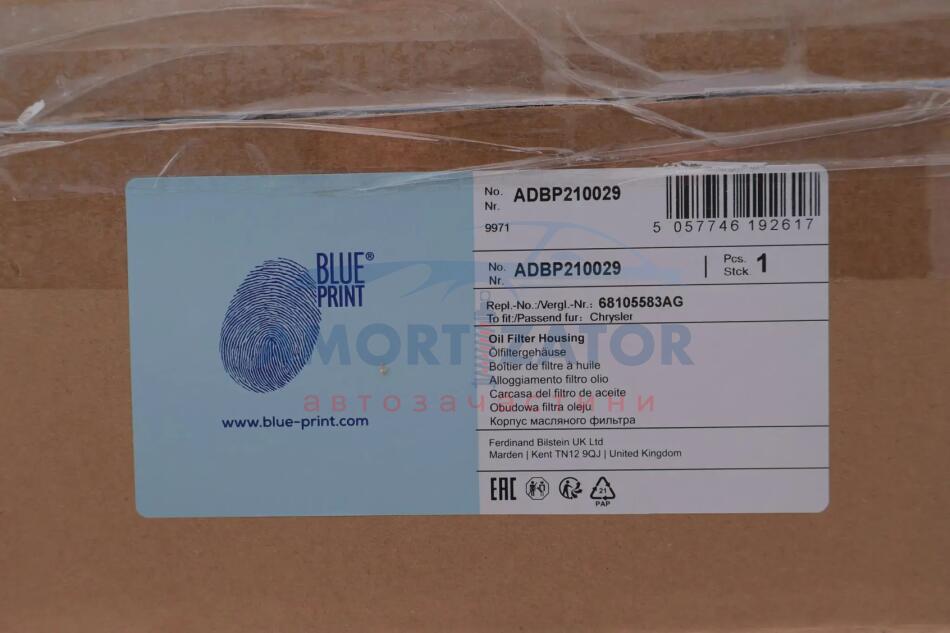 BLUE
PRINT®
www.blue-print.com
No.
Nr.
ADBP210029
9971
5 057746 192617
No.
Nr.
ADBP210029
Pcs.
Stck.
1
Repl.-No.:/Vergl.-Nr.: 68105583AG
To fit:/Passend fur: Chrysler
Oil Filter Housing
Ölfiltergehäuse
Boîtier de filtre à huile
Alloggiamento filtro olio
Carcasa del filtro de aceite
Obudowa filtra oleju
Корпус масляного фильтра
Ferdinand Bilstein UK Ltd
Marden | Kent TN12 9QJ | United Kingdom
EAC
21
PAP
AMORTIZATOR
автозапчастини